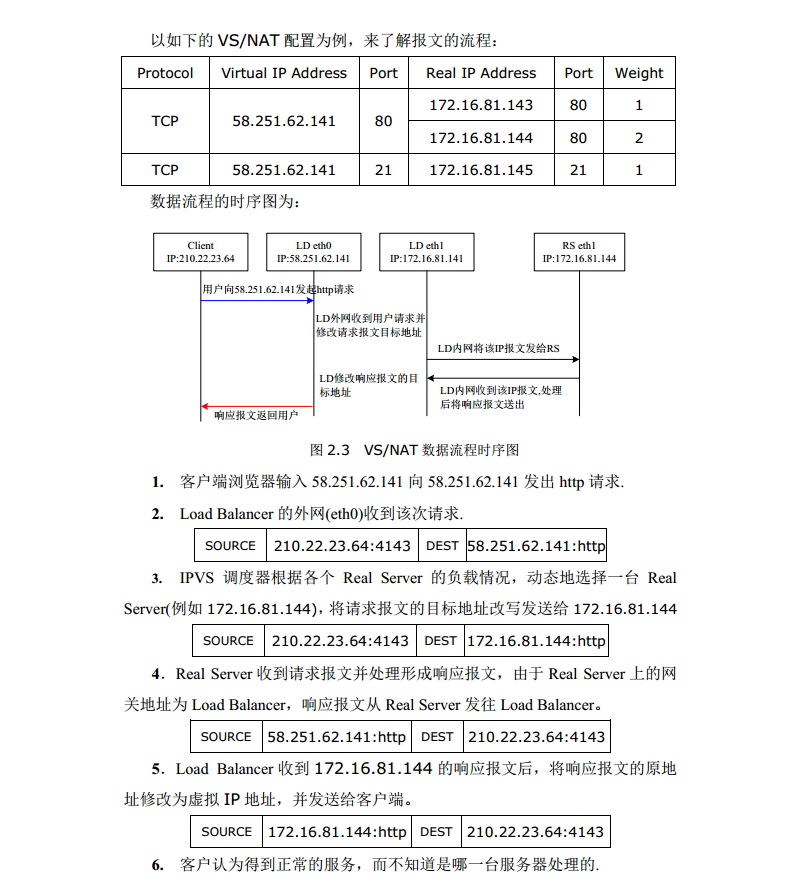 以如下的 VS/NAT 配置为例，来了解报文的流程：
Protocol Virtual IP Address Port Real IP Address Port Weight
TCP 58.251.62.141 80 172.16.81.143 80 1
172.16.81.144 80 2
TCP 58.251.62.141 21 172.16.81.145 21 1
数据流程的时序图为：
Client
IP:210.22.23.64
LD eth0
IP:58.251.62.141
LD eth1
IP:172.16.81.141
RS eth1
IP:172.16.81.144
用户向58.251.62.141发起http请求
LD外网收到用户请求并
修改请求报文目标地址
LD内网将该IP报文发给RS
LD修改响应报文的目
标地址
LD内网收到该IP报文,处理
后将响应报文送出
响应报文返回用户
图 2.3 VS/NAT 数据流程时序图
1. 客户端浏览器输入 58.251.62.141 向 58.251.62.141 发出 http 请求.
2. Load Balancer 的外网(eth0)收到该次请求.
SOURCE 210.22.23.64:4143 DEST 58.251.62.141:http
3. IPVS 调度器根据各个 Real Server 的负载情况，动态地选择一台 Real
Server(例如 172.16.81.144)，将请求报文的目标地址改写发送给 172.16.81.144
SOURCE 210.22.23.64:4143 DEST 172.16.81.144:http
4．Real Server 收到请求报文并处理形成响应报文，由于 Real Server 上的网
关地址为 Load Balancer，响应报文从 Real Server 发往 Load Balancer。
SOURCE 58.251.62.141:http DEST 210.22.23.64:4143
5．Load Balancer 收到 172.16.81.144 的响应报文后，将响应报文的原地
址修改为虚拟 IP 地址，并发送给客户端。
SOURCE 172.16.81.144:http DEST 210.22.23.64:4143
6. 客户认为得到正常的服务，而不知道是哪一台服务器处理的.